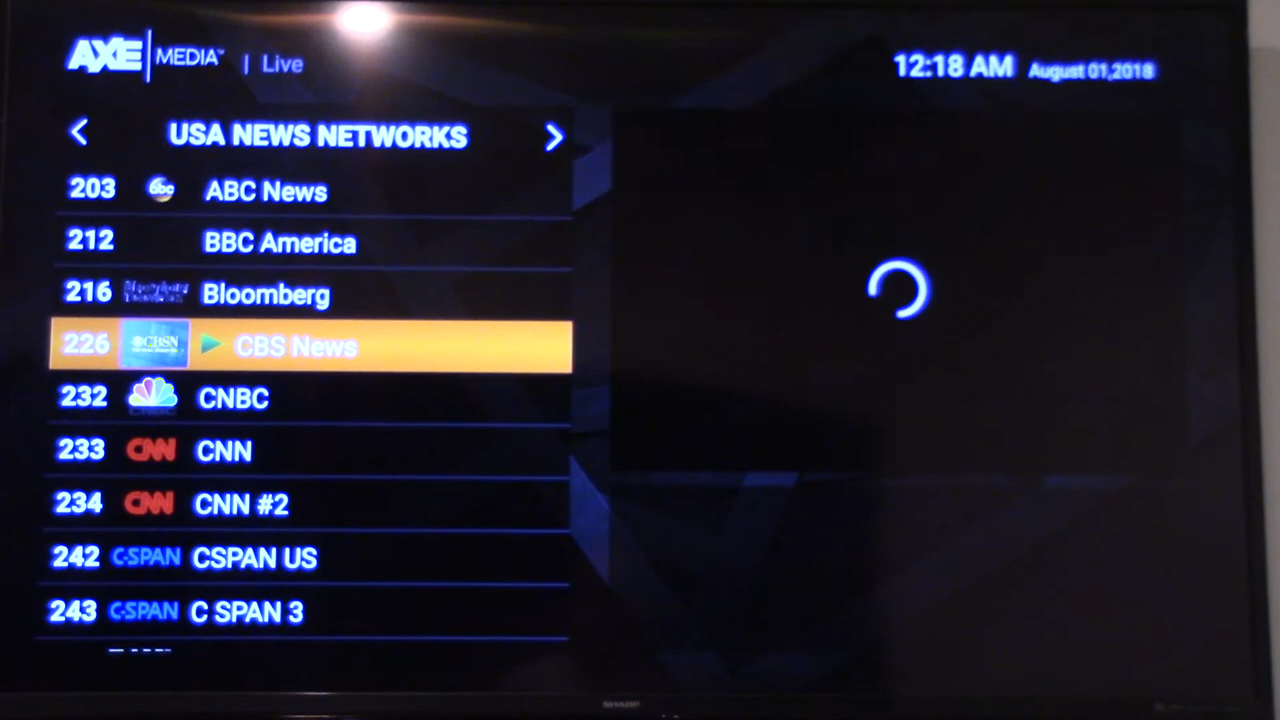 AXE MEDIA™ | Live
12:18 AM August 01,2018
USA NEWS NETWORKS
203 abc ABC News
212 BBC America
216 Bloomberg
226 CBSN CBS News
232 CNBC
233 CNN CNN
234 CNN CNN #2
242 C-SPAN CSPAN US
243 C-SPAN C SPAN 3
SHARP